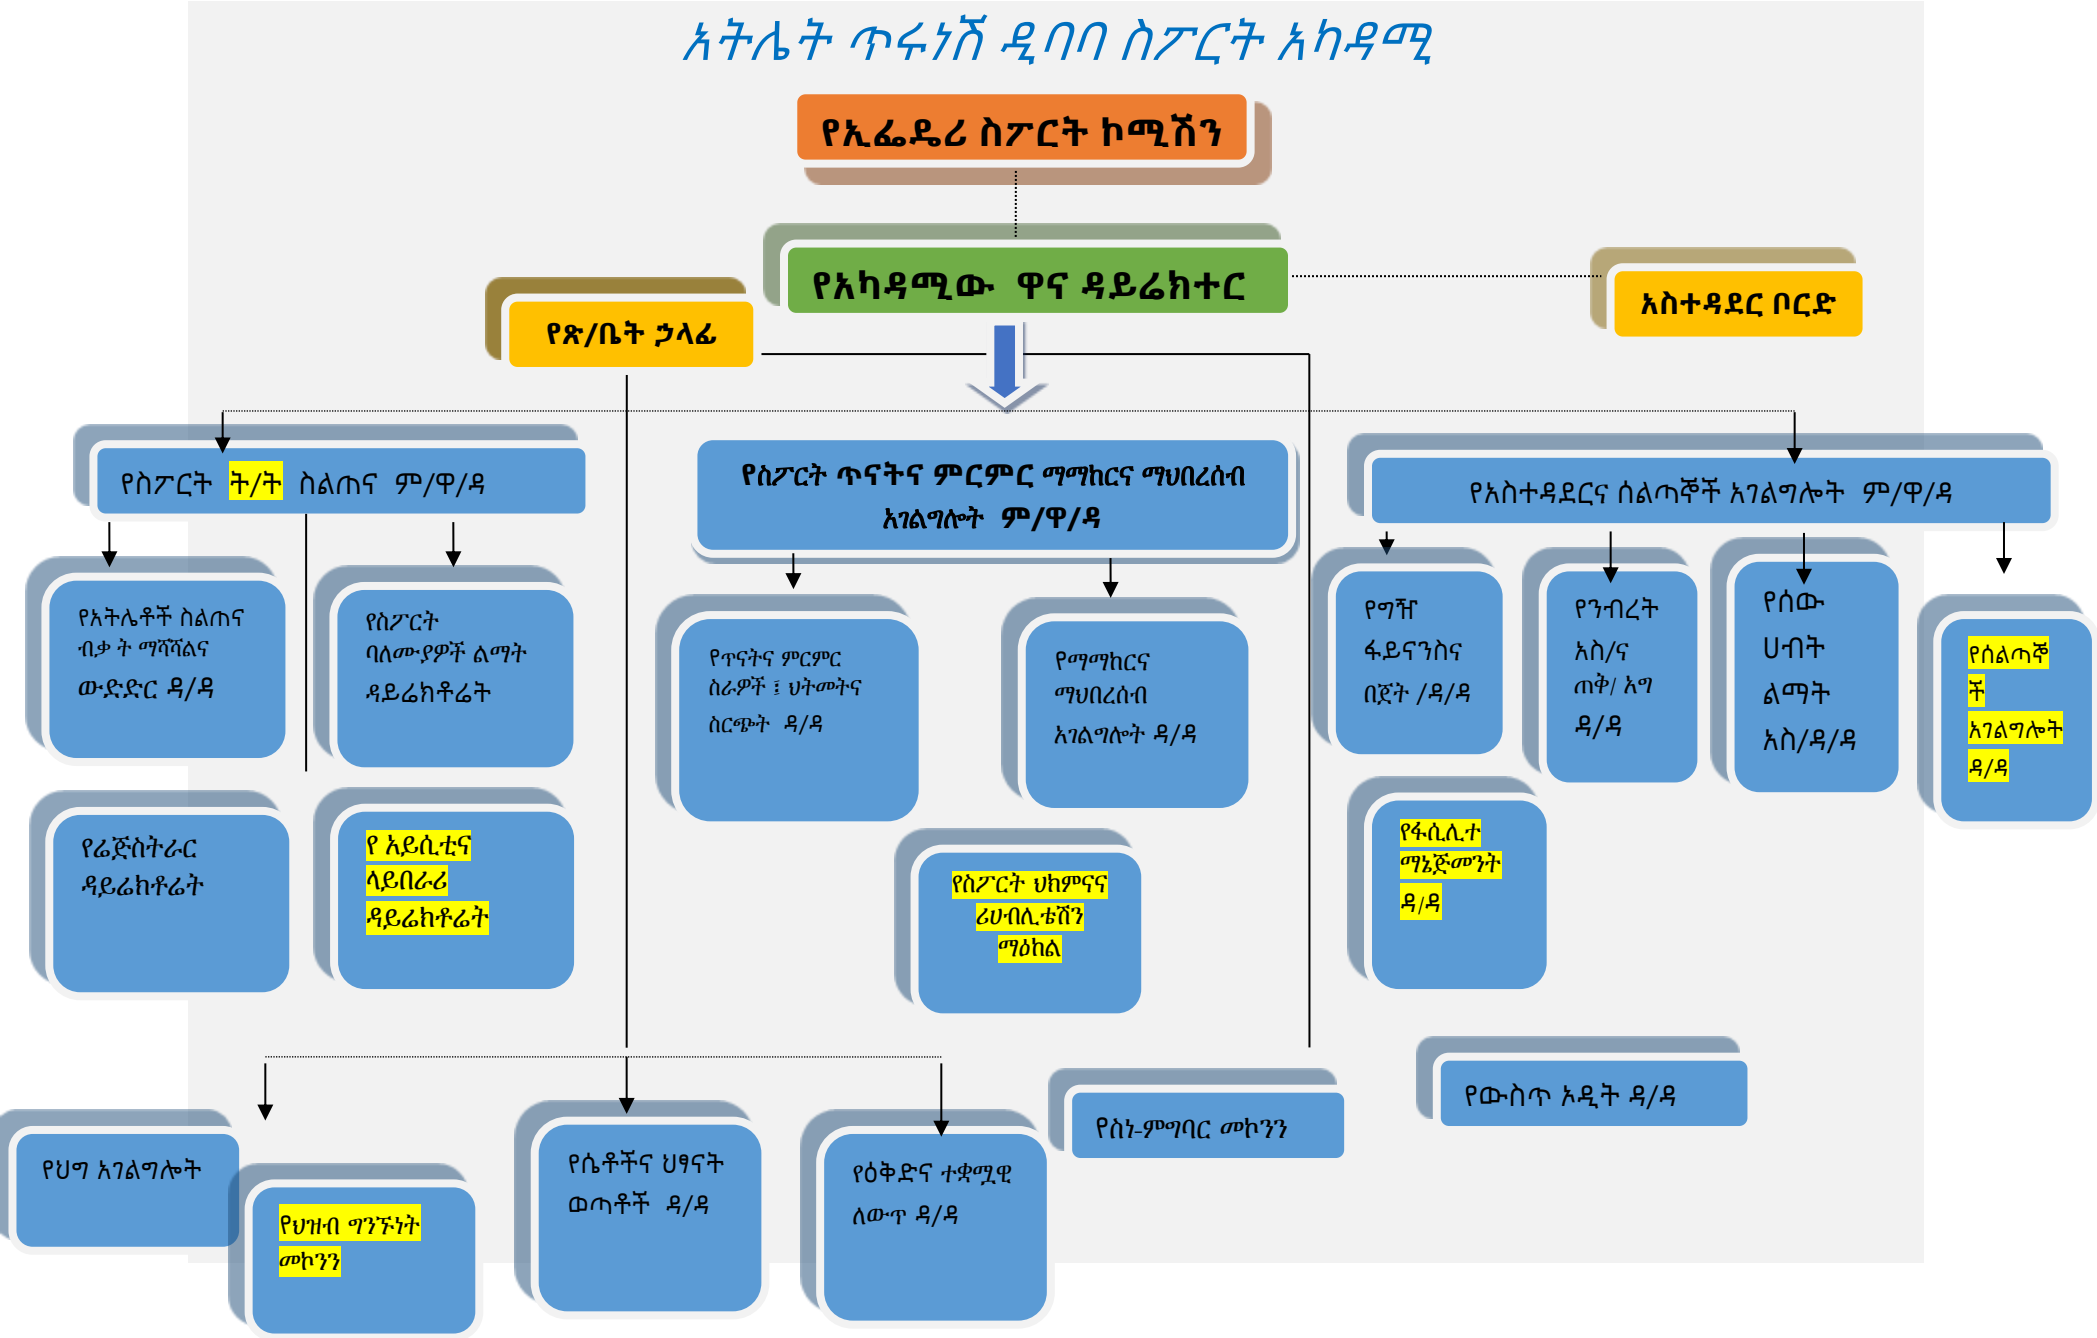 አትሌት ጥሩነሽ ዲባባ ስፖርት አካዳሚ
የኢፌዴሪ ስፖርት ኮሚሽን
የአካዳሚው ዋና ዳይሬክተር
አስተዳደር ቦርድ
የጽ/ቤት ኃላፊ
የስፖርት ት/ት ስልጠና ም/ዋ/ዳ
የስፖርት ጥናትና ምርምር ማማከርና ማህበረሰብ
አገልግሎት ም/ዋ/ዳ
የአስተዳደርና ሰልጣኞች አገልግሎት ም/ዋ/ዳ
የአትሌቶች ስልጠና
ብቃ ት ማሻሻልና
ውድድር ዳ/ዳ
የስፖርት
ባለሙያዎች ልማት
ዳይሬክቶሬት
የጥናትና ምርምር
ስራዎች ፤ ህትመትና
ስርጭት ዳ/ዳ
የማማከርና
ማህበረሰብ
አገልግሎት ዳ/ዳ
የግዥ
ፋይናንስና
በጀት /ዳ/ዳ
የንብረት
አስ/ና
ጠቅ/ አግ
ዳ/ዳ
የሰው
ሀብት
ልማት
አስ/ዳ/ዳ
የሰልጣኞ
ች
አገልግሎት
ዳ/ዳ
የሬጅስትራር
ዳይሬክቶሬት
የ አይሲቲና
ላይበራሪ
ዳይሬክቶሬት
የስፖርት ህክምናና
ሪሀብሊቴሽን
ማዕከል
የፋሲሊተ
ማኔጅመንት
ዳ/ዳ
የህግ አገልግሎት
የህዝብ ግንኙነት
መኮንን
የሴቶችና ህፃናት
ወጣቶች ዳ/ዳ
የዕቅድና ተቋሟዊ
ለውጥ ዳ/ዳ
የስነ-ምግባር መኮንን
የውስጥ ኦዲት ዳ/ዳ